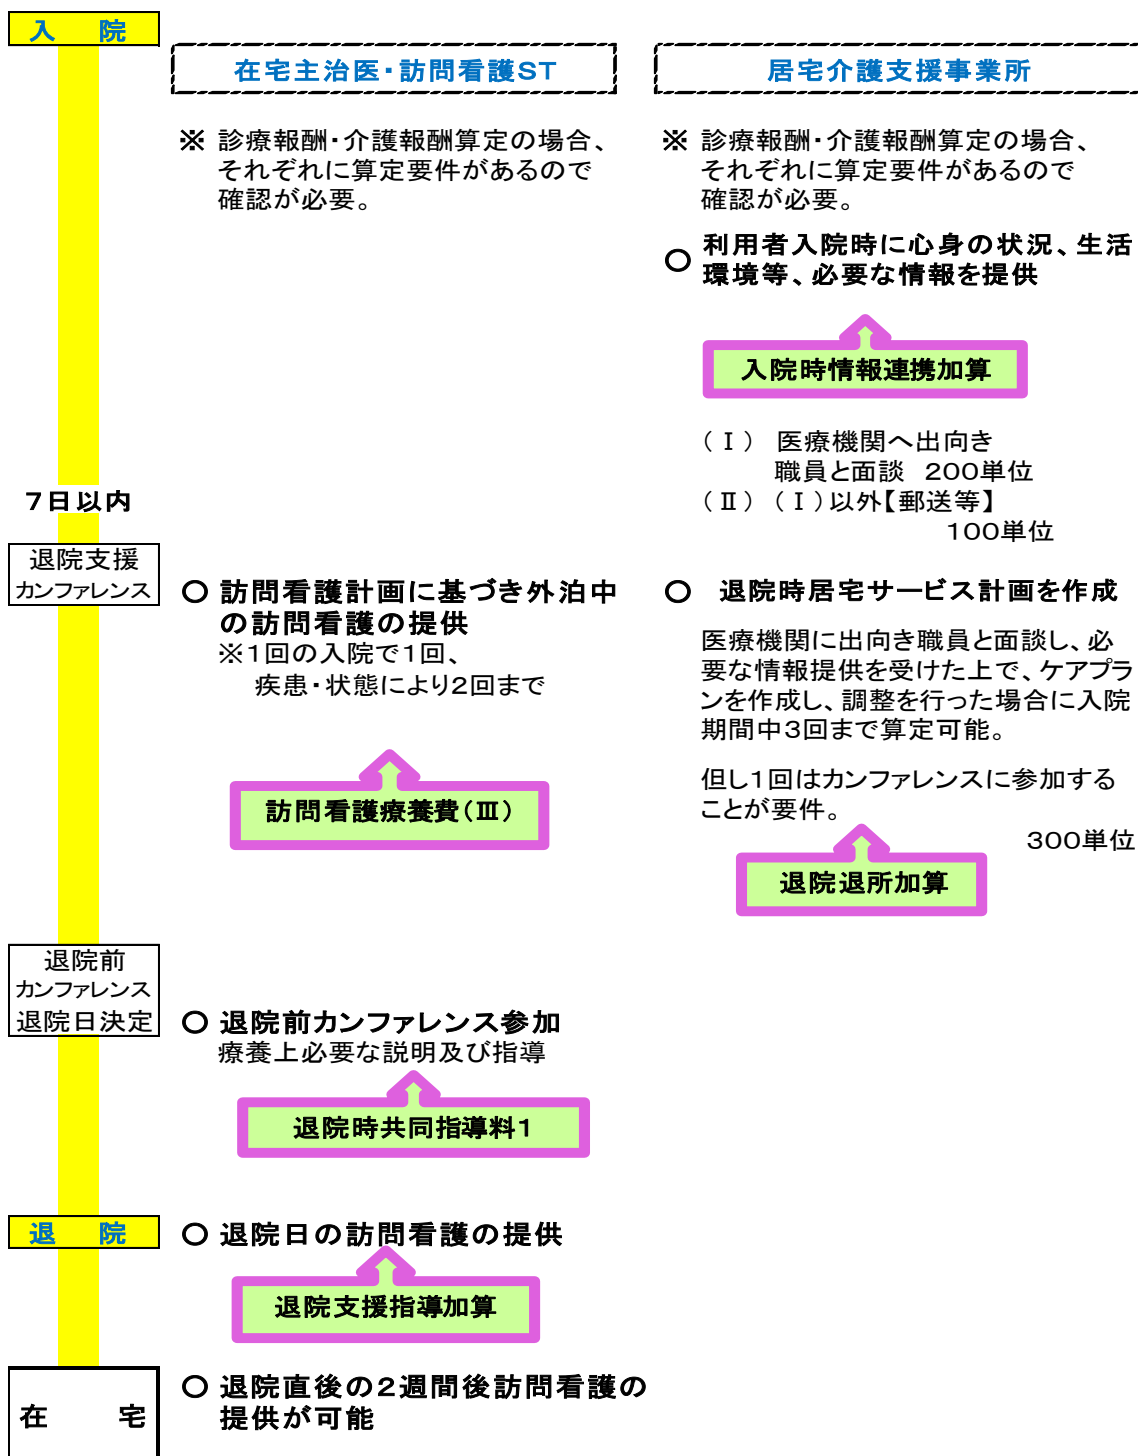 入　院
在宅主治医・訪問看護ST
※ 診療報酬・介護報酬算定の場合、
それぞれに算定要件があるので
確認が必要。
居宅介護支援事業所
※ 診療報酬・介護報酬算定の場合、
それぞれに算定要件があるので
確認が必要。
○ 利用者入院時に心身の状況、生活
環境等、必要な情報を提供
入院時情報連携加算
（Ⅰ） 医療機関へ出向き
職員と面談 200単位
（Ⅱ）（Ⅰ）以外【郵送等】
100単位
7日以内
退院支援
カンファレンス
○ 訪問看護計画に基づき外泊中
の訪問看護の提供
※1回の入院で1回、
疾患・状態により2回まで
訪問看護療養費（Ⅲ）
○ 退院時居宅サービス計画を作成
医療機関に出向き職員と面談し、必
要な情報提供を受けた上で、ケアプラ
ンを作成し、調整を行った場合に入院
期間中3回まで算定可能。
但し1回はカンファレンスに参加する
ことが要件。
300単位
退院退所加算
退院前
カンファレンス
退院日決定
○ 退院前カンファレンス参加
療養上必要な説明及び指導
退院時共同指導料1
退　院
○ 退院日の訪問看護の提供
退院支援指導加算
在　宅
○ 退院直後の2週間後訪問看護の
提供が可能